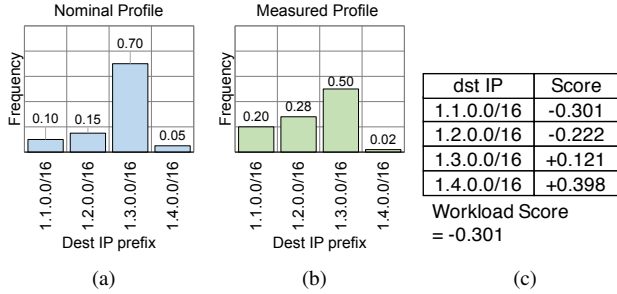 Nominal Profile
Frequency
0.10
0.15
0.70
0.05
1.1.0.0/16
1.2.0.0/16
1.3.0.0/16
1.4.0.0/16
Dest IP prefix
(a)
Measured Profile
Frequency
0.20
0.28
0.50
0.02
1.1.0.0/16
1.2.0.0/16
1.3.0.0/16
1.4.0.0/16
Dest IP prefix
(b)
dst IP Score
1.1.0.0/16 -0.301
1.2.0.0/16 -0.222
1.3.0.0/16 +0.121
1.4.0.0/16 +0.398
Workload Score
= -0.301
(c)